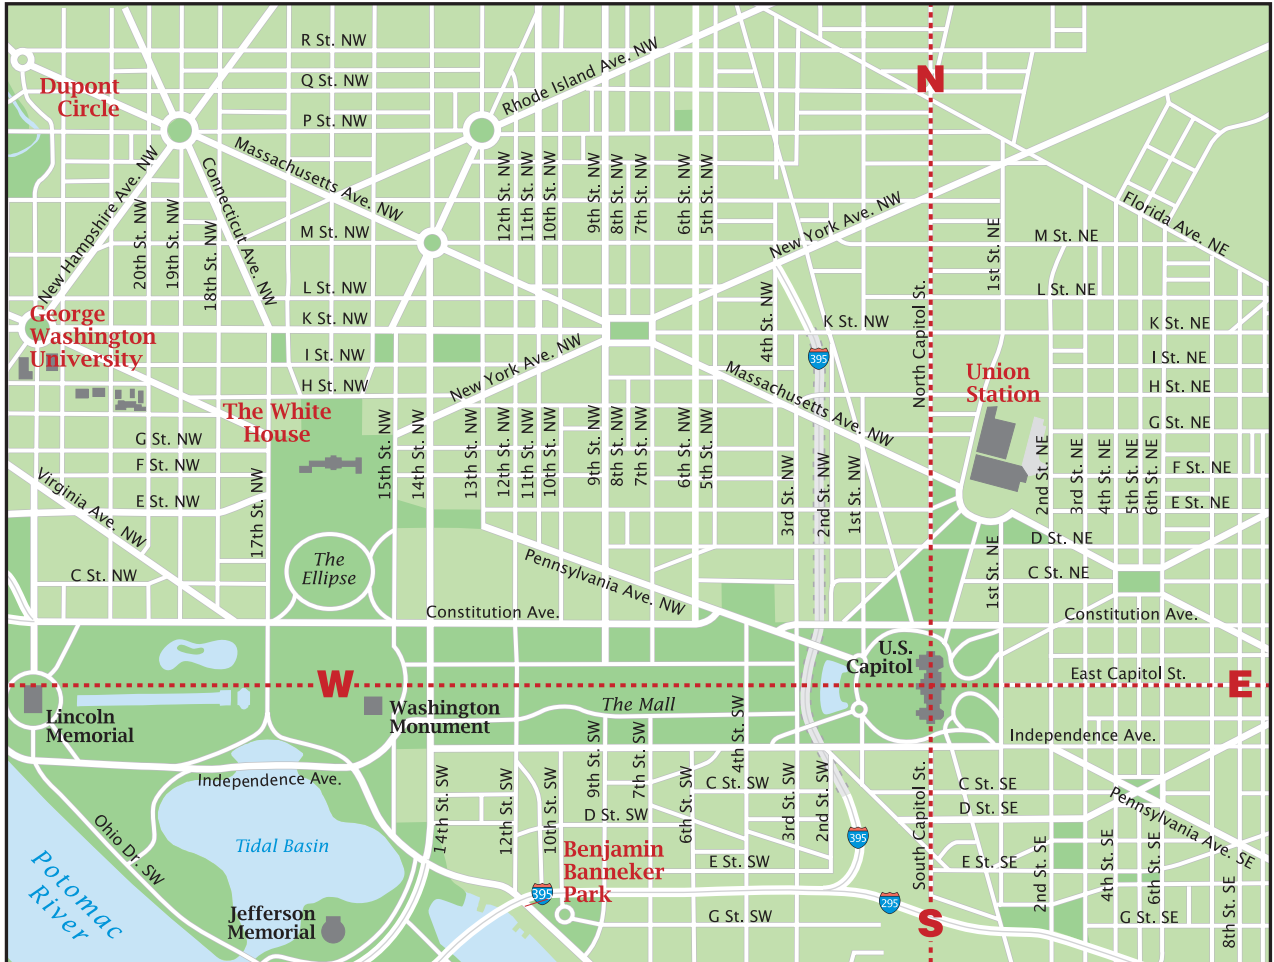 R St. NW
Q St. NW
P St. NW
Rhode Island Ave. NW
N
Dupont
Circle
Massachusetts Ave. NW
New Hampshire Ave. NW
20th St. NW
19th St. NW
18th St. NW
Connecticut Ave. NW
12th St. NW
11th St. NW
10th St. NW
9th St. NW
8th St. NW
7th St. NW
6th St. NW
5th St. NW
M St. NW
New York Ave. NW
Florida Ave. NE
1st St. NE
M St. NE
L St. NW
L St. NE
North Capitol St.
4th St. NW
K St. NW
K St. NW
K St. NE
George
Washington
University
I St. NW
I St. NE
395
H St. NW
H St. NE
New York Ave. NW
Massachusetts Ave. NW
Union
Station
The White
House
G St. NW
F St. NW
E St. NW
Virginia Ave. NW
17th St. NW
15th St. NW
14th St. NW
13th St. NW
12th St. NW
11th St. NW
10th St. NW
9th St. NW
8th St. NW
7th St. NW
6th St. NW
5th St. NW
3rd St. NW
2nd St. NW
1st St. NW
G St. NE
F St. NE
E St. NE
2nd St. NE
3rd St. NE
4th St. NE
5th St. NE
6th St. NE
D St. NE
C St. NE
1st St. NE
C St. NW
The
Ellipse
Pennsylvania Ave. NW
Constitution Ave.
Constitution Ave.
U.S.
Capitol
East Capitol St.
W
E
Lincoln
Memorial
Washington
Monument
The Mall
Independence Ave.
Independence Ave.
14th St. SW
12th St. SW
10th St. SW
9th St. SW
7th St. SW
6th St. SW
4th St. SW
3rd St. SW
2nd St. SW
C St. SW
D St. SW
E St. SW
G St. SW
South Capitol St.
C St. SE
D St. SE
E St. SE
G St. SE
2nd St. SE
4th St. SE
6th St. SE
8th St. SE
Pennsylvania Ave. SE
Ohio Dr. SW
Tidal Basin
Potomac
River
Jefferson
Memorial
Benjamin
Banneker
Park
395
395
295
S